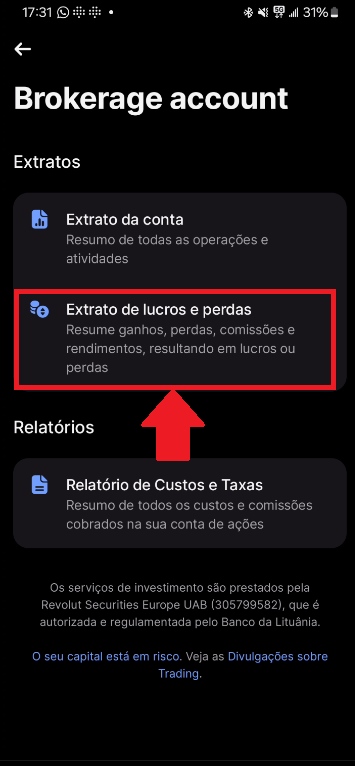 17:31
5G
31%
Brokerage account
Extratos
Extrato da conta
Resumo de todas as operações e
atividades
Extrato de lucros e perdas
Resume ganhos, perdas, comissões e
rendimentos, resultando em lucros ou
perdas
Relatórios
Relatório de Custos e Taxas
Resumo de todos os custos e comissões
cobrados na sua conta de ações
Os serviços de investimento são prestados pela
Revolut Securities Europe UAB (305799582), que é
autorizada e regulamentada pelo Banco da Lituânia.
O seu capital está em risco. Veja as Divulgações sobre
Trading.